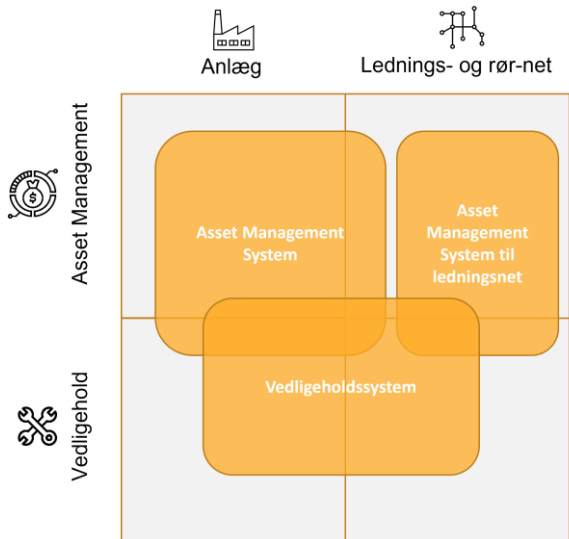 Anlæg
Lednings- og rør-net
Asset Management
Vedligehold
Asset Management
System
Asset
Management
System til
ledningsnet
Vedligeholdssystem